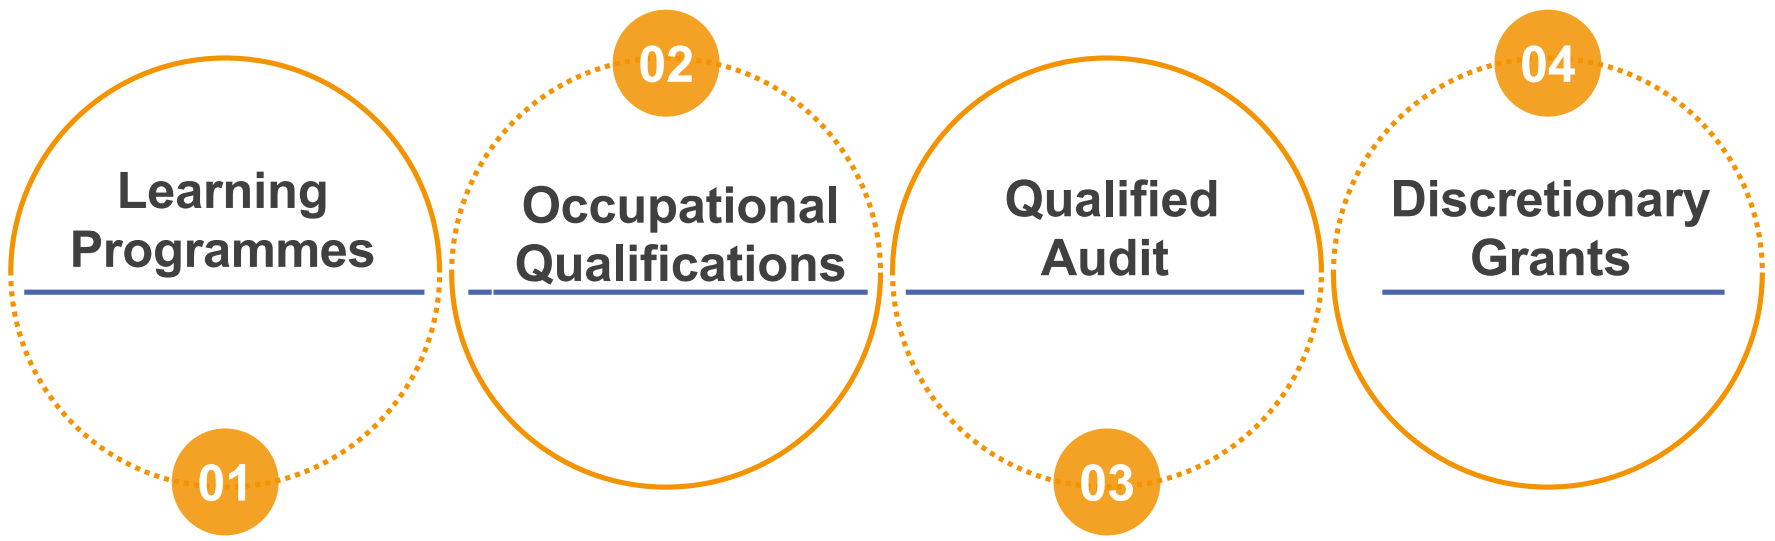 Learning
Programmes
01
02
Occupational
Qualifications
Qualified
Audit
03
04
Discretionary
Grants